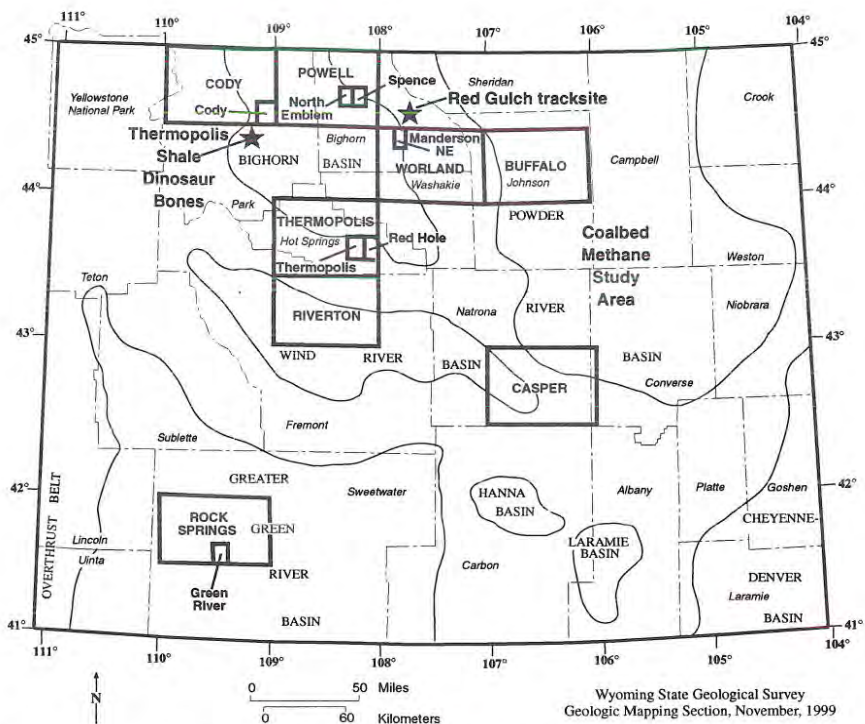 111° 110° 109° 108° 107° 106° 105° 104°
45° 45°
CODY POWELL Spence Sheridan
Yellowstone
National Park
Cody North
Emblem Red Gulch tracksite Crook
Thermopolis
Shale
Dinosaur
Bones
BIGHORN
Bighorn
BASIN
Manderson
NE
WORLAND
Washakie
BUFFALO
Johnson
Campbell
44° 44°
Park
THERMOPOLIS
Hot Springs
Red Hole
Thermopolis
POWDER
Coalbed
Methane
Study
Area
Weston
Teton
Natrona RIVER Niobrara
43° 43°
RIVERTON
WIND RIVER BASIN
CASPER
BASIN
Converse
Fremont
Sublette
42° 42°
GREATER
Sweetwater
HANNA
BASIN
Albany Platte Goshen
OVERTHRUST BELT
ROCK
SPRINGS
GREEN
CHEYENNE-
LARAMIE
BASIN
Lincoln
Uinta
Green
River
RIVER
Carbon
DENVER
Laramie
BASIN BASIN
41° 41°
111° 110° 109° 108° 107° 106° 105° 104°
N
0 50 Miles
0 60 Kilometers
Wyoming State Geological Survey
Geologic Mapping Section, November, 1999